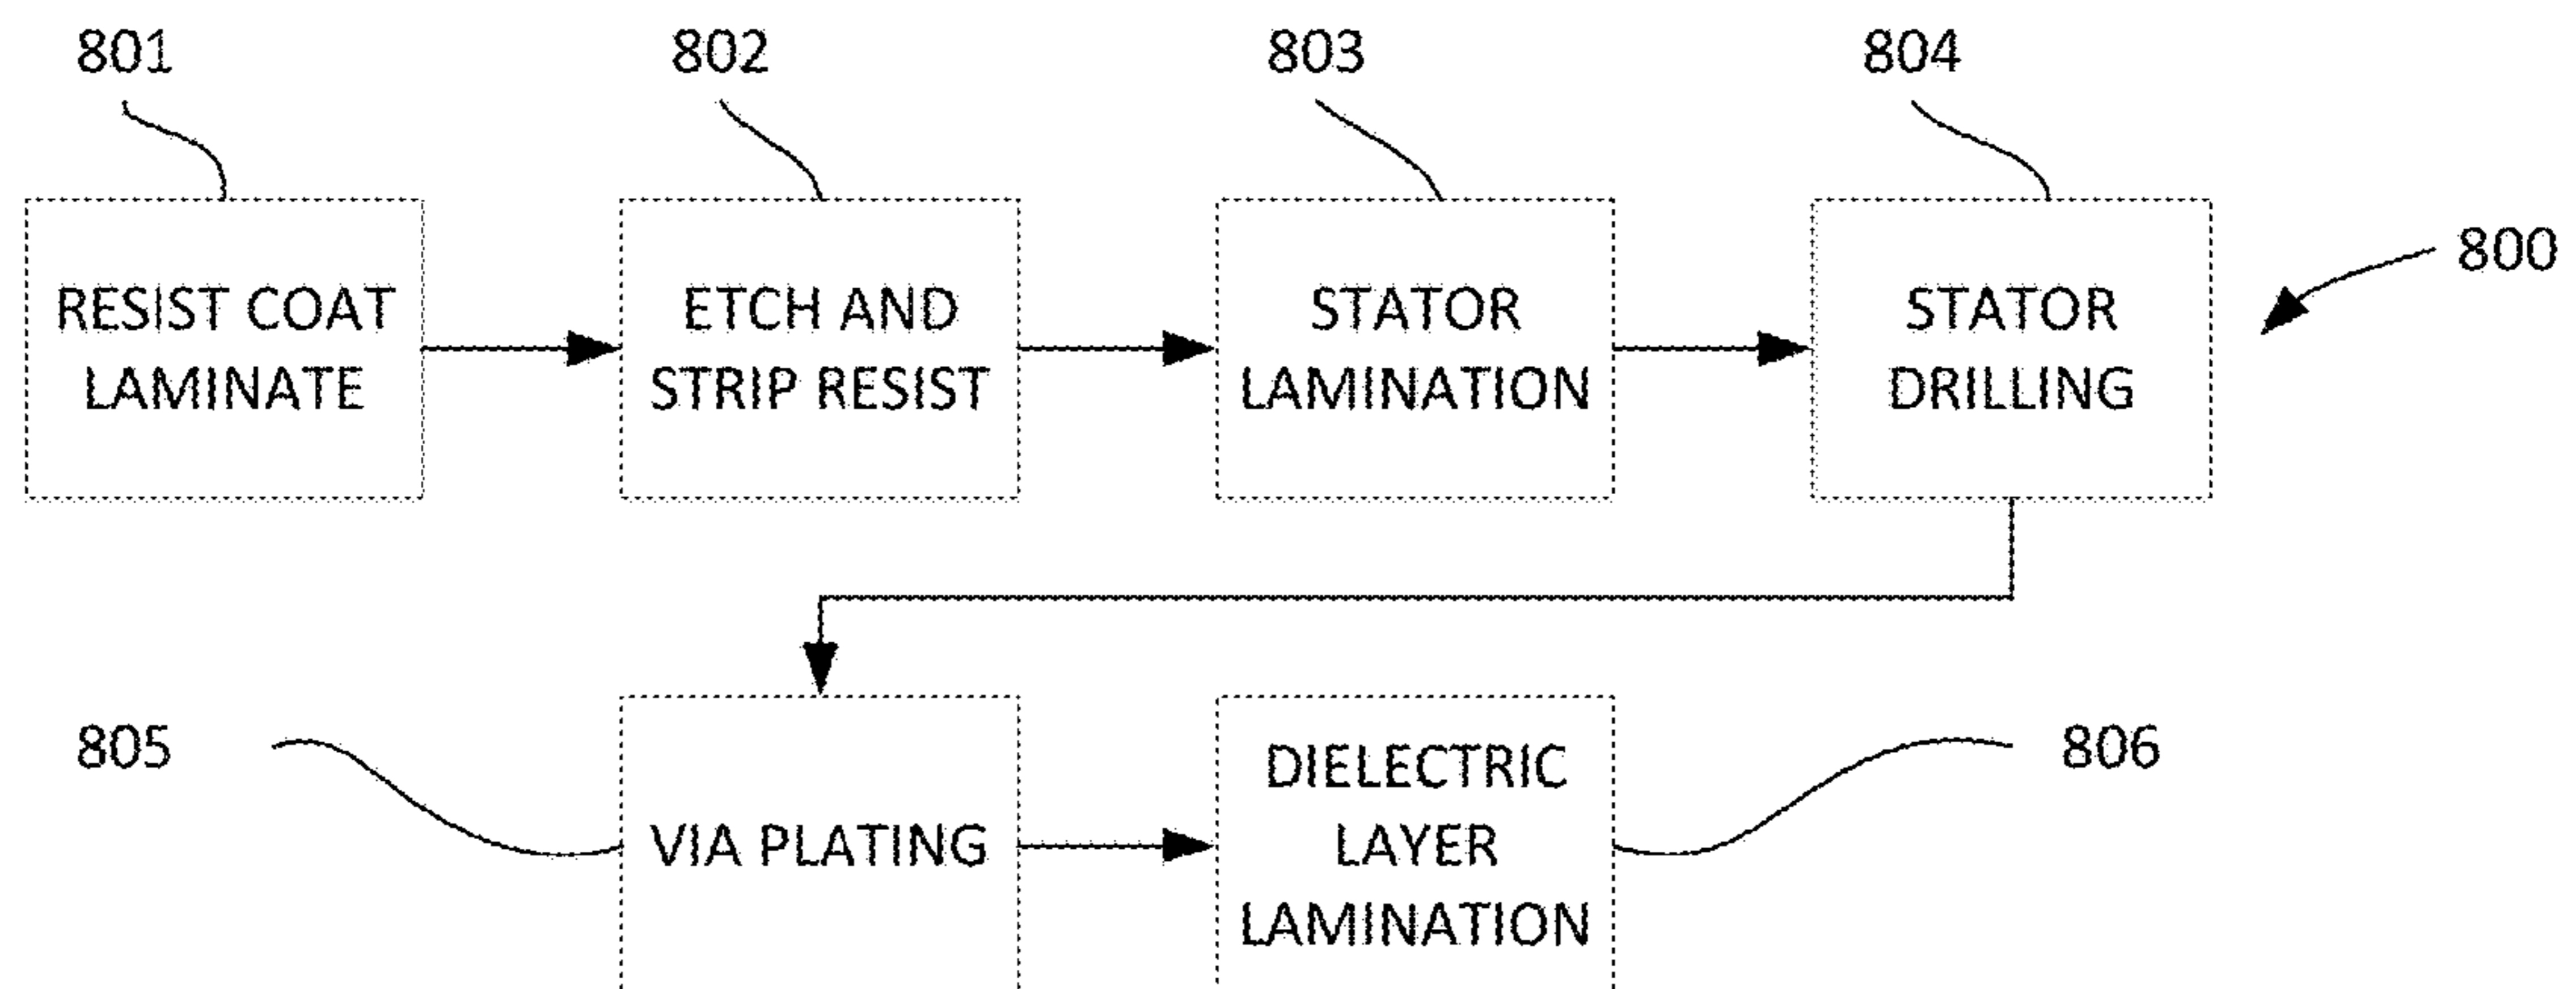 801
802
803
804
800
RESIST COAT
LAMINATE
ETCH AND
STRIP RESIST
STATOR
LAMINATION
STATOR
DRILLING
805
VIA PLATING
DIELECTRIC
LAYER
LAMINATION
806